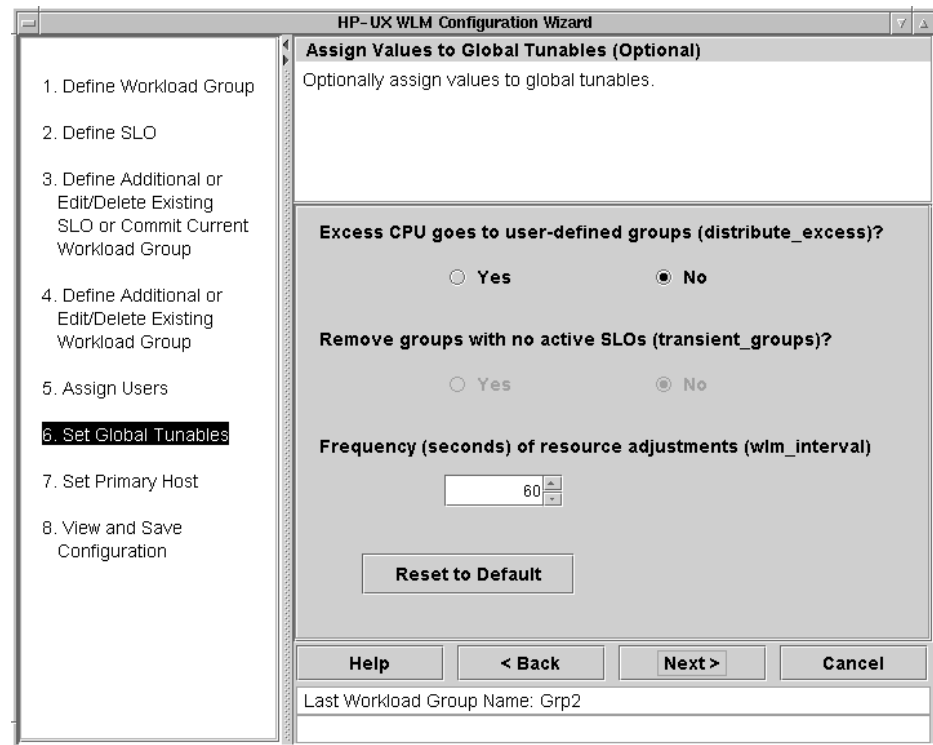 HP-UX WLM Configuration Wizard
1. Define Workload Group
2. Define SLO
3. Define Additional or
Edit/Delete Existing
SLO or Commit Current
Workload Group
4. Define Additional or
Edit/Delete Existing
Workload Group
5. Assign Users
6. Set Global Tunables
7. Set Primary Host
8. View and Save
Configuration
Assign Values to Global Tunables (Optional)
Optionally assign values to global tunables.
Excess CPU goes to user-defined groups (distribute_excess)?
Yes No
Remove groups with no active SLOs (transient_groups)?
Yes No
Frequency (seconds) of resource adjustments (wlm_interval)
60
Reset to Default
Help < Back Next > Cancel
Last Workload Group Name: Grp2